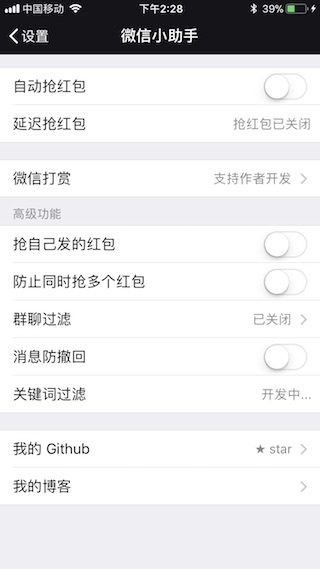 中国移动 下午2:28 39%
设置 微信小助手
自动抢红包
延迟抢红包 抢红包已关闭
微信打赏 支持作者开发
高级功能
抢自己发的红包
防止同时抢多个红包
群聊过滤 已关闭
消息防撤回
关键词过滤 开发中...
我的 Github ★ star
我的博客